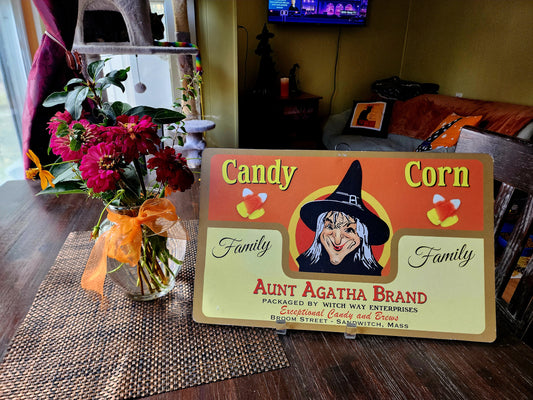 Candy Corn
Family Family
AUNT AGATHA BRAND
PACKAGED BY WITCH WAY ENTERPRISES
Exceptional Candy and Brews
BROOM STREET - SANDWITCH, MASS